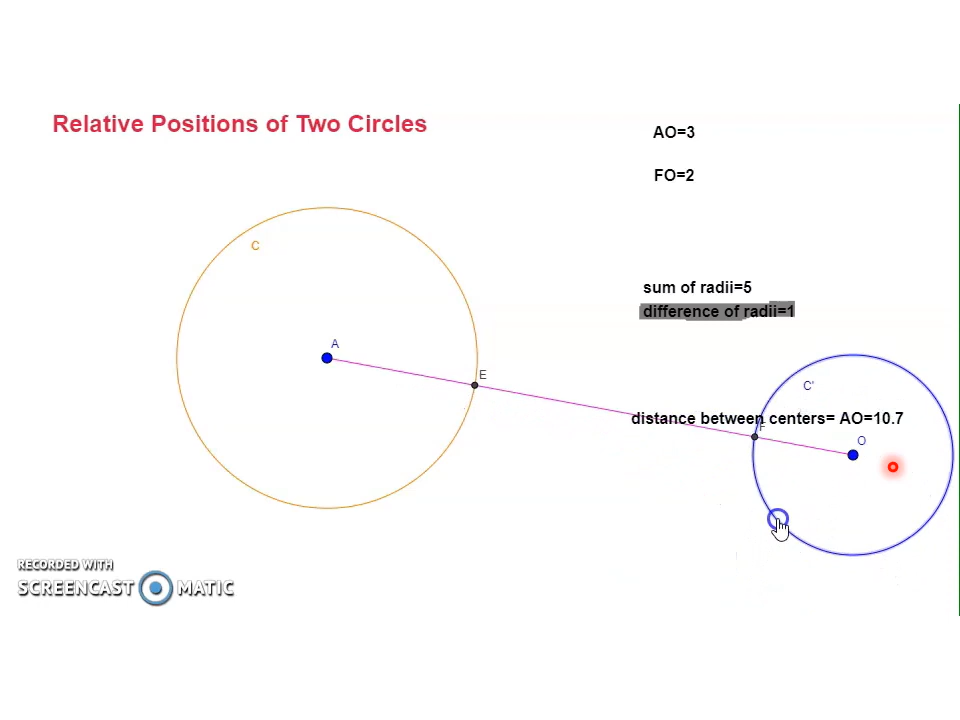 Relative Positions of Two Circles
AO=3
FO=2
C
sum of radii=5
difference of radii=1
A
E
C'
distance between centers= AO=10.7
F
O
RECORDED WITH
SCREENCAST MATIC